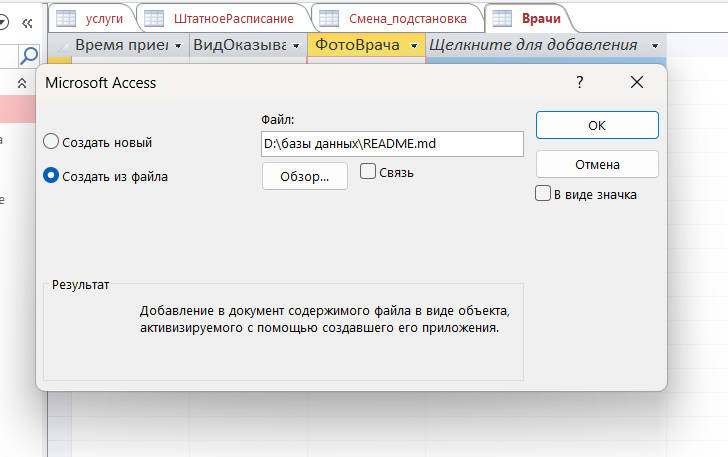 услуги
ШтатноеРасписание
Смена_подстановка
Врачи
Время прием
ВидОказыва
ФотоВрача
Щелкните для добавления
Microsoft Access
?
Создать новый
Создать из файла
Файл:
D:\базы данных\README.md
Обзор...
Связь
OK
Отмена
В виде значка
Результат
Добавление в документ содержимого файла в виде объекта,
активизируемого с помощью создавшего его приложения.